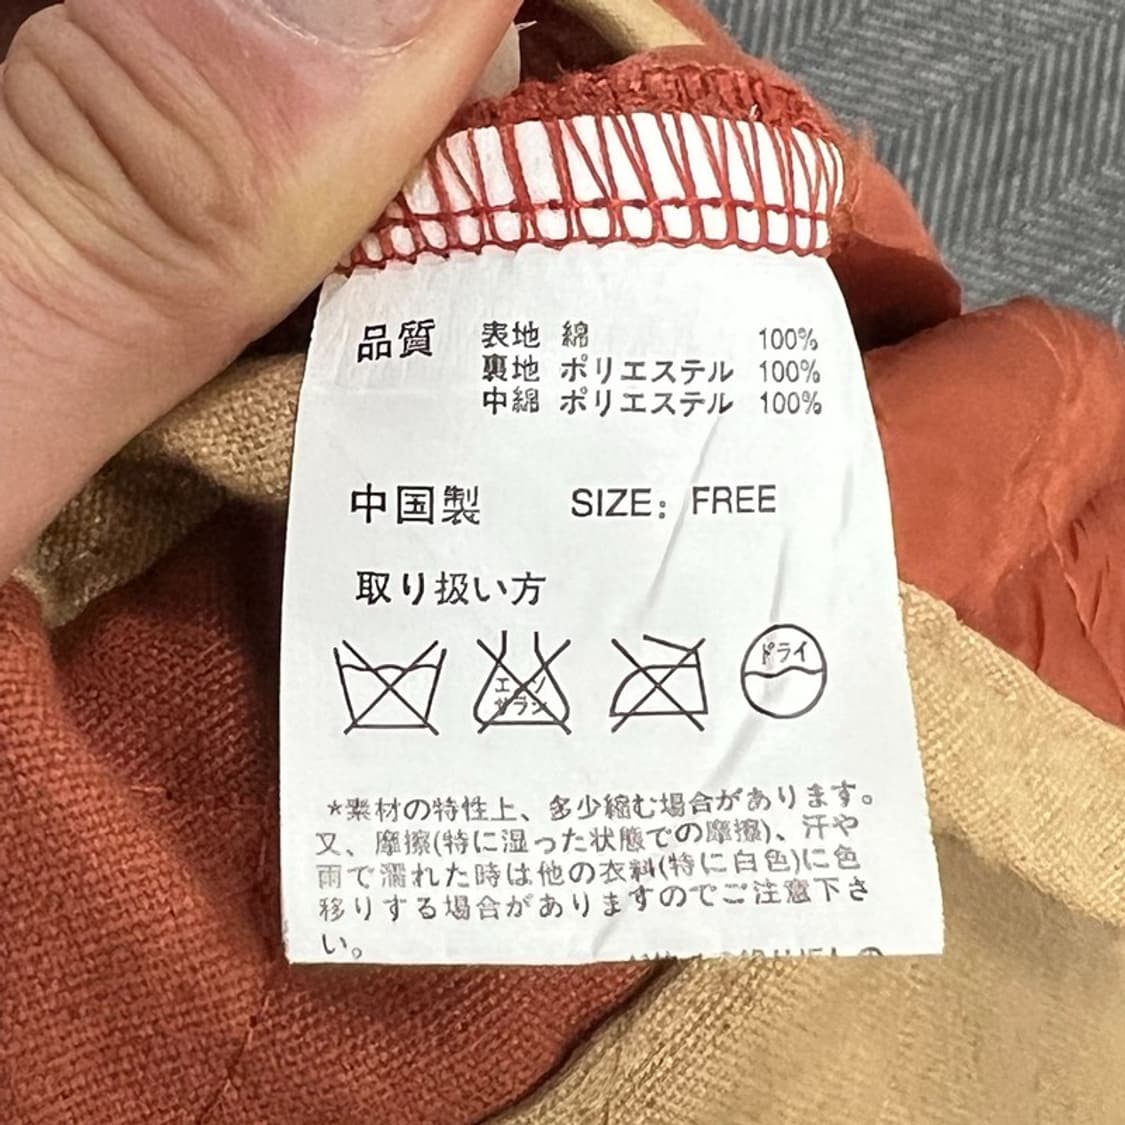 品質 表地 綿 100%
裏地 ポリエステル 100%
中綿 ポリエステル 100%
中国製 SIZE: FREE
取り扱い方
エンソ
サラシ
ドライ
*素材の特性上、多少縮む場合があります。
又、摩擦(特に湿った状態での摩擦)、汗や
雨で濡れた時は他の衣料(特に白色)に色
移りする場合がありますのでご注意下さ
い。